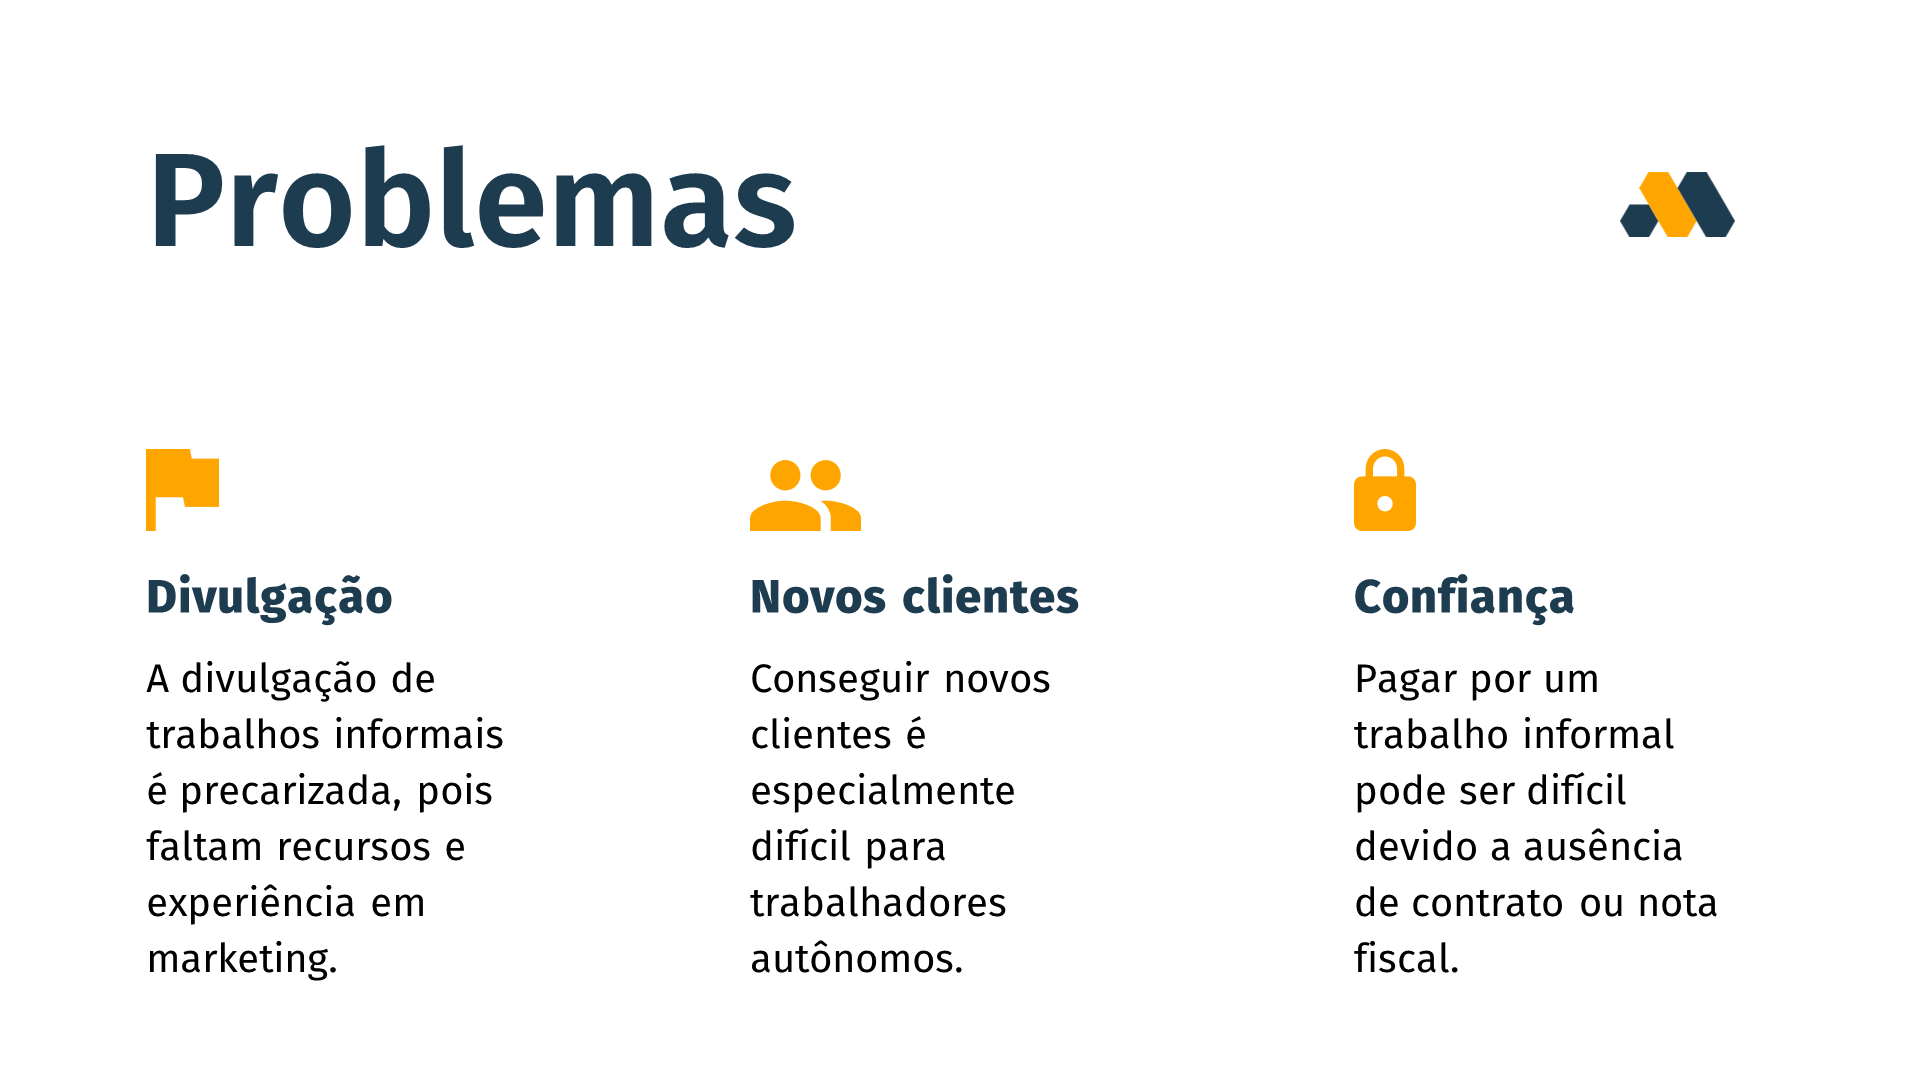 Problemas
Divulgação
A divulgação de
trabalhos informais
é precarizada, pois
faltam recursos e
experiência em
marketing.
Novos clientes
Conseguir novos
clientes é
especialmente
difícil para
trabalhadores
autônomos.
Confiança
Pagar por um
trabalho informal
pode ser difícil
devido a ausência
de contrato ou nota
fiscal.